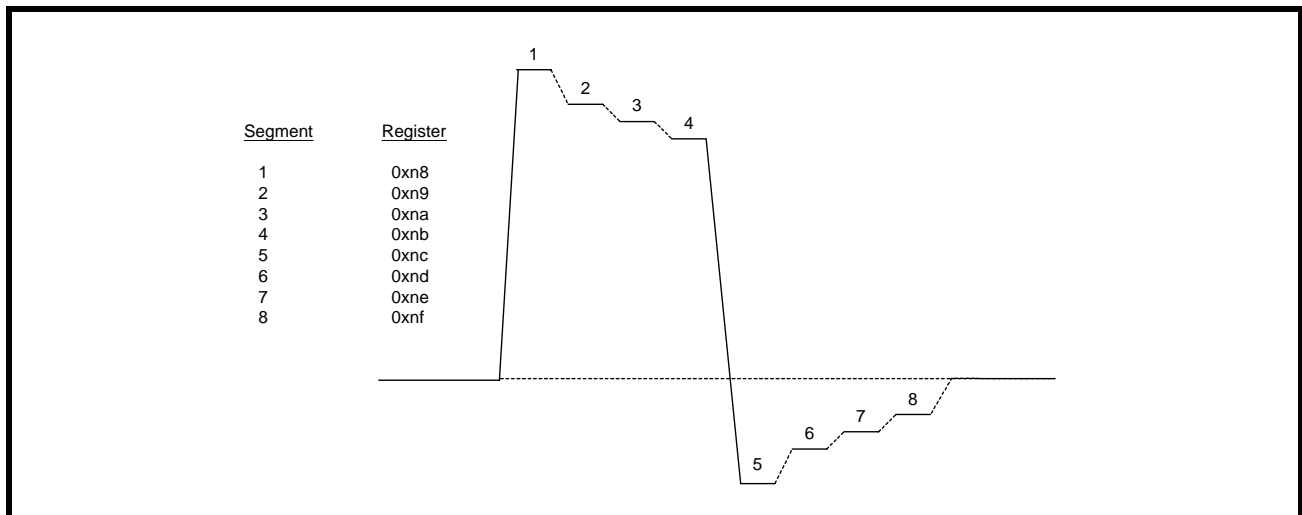 Segment Register
1 0xn8
2 0xn9
3 0xna
4 0xnb
5 0xnc
6 0xnd
7 0xne
8 0xnf
1
2
3
4
5
6
7
8